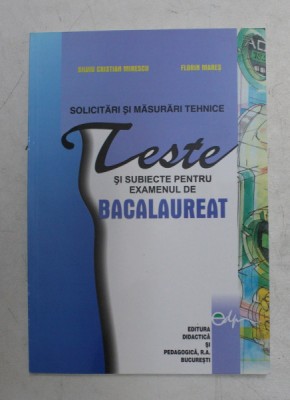 SILVIU CRISTIAN MIRESCU FLORIN MARES
SOLICITĂRI ȘI MĂSURĂRI TEHNICE
Teste
ȘI SUBIECTE PENTRU
EXAMENUL DE
BACALAUREAT
EDITURA
DIDACTICĂ
ȘI
PEDAGOGICĂ, R.A.
BUCUREȘTI